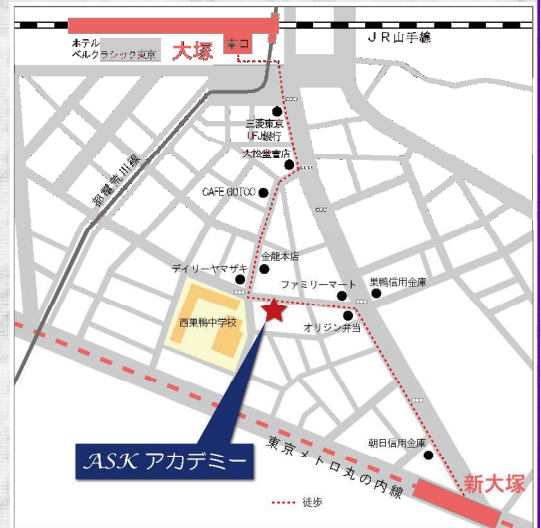 ホテル
ベルクラシック東京
大塚
南口
JR山手線
三菱東京
UFJ銀行
大塚堂書店
都電荒川線
CAFE GOTOO
金龍本店
デイリーヤマザキ
ファミリーマート
巣鴨信用金庫
西巣鴨中学校
オリジン弁当
ASK アカデミー
東京メトロ丸の内線
朝日信用金庫
新大塚
徒歩